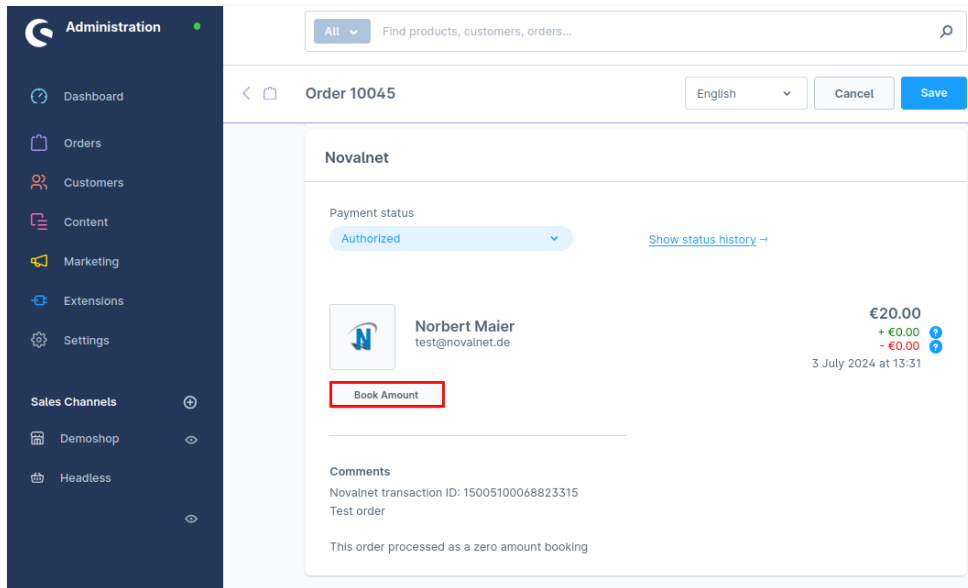 Administration
All
Find products, customers, orders...
Dashboard
Orders
Customers
Content
Marketing
Extensions
Settings
Sales Channels
Demoshop
Headless
Order 10045
English
Cancel
Save
Novalnet
Payment status
Authorized
Show status history →
N
Norbert Maier
test@novalnet.de
€20.00
+ €0.00 ?
- €0.00 ?
3 July 2024 at 13:31
Book Amount
Comments
Novalnet transaction ID: 15005100068823315
Test order
This order processed as a zero amount booking